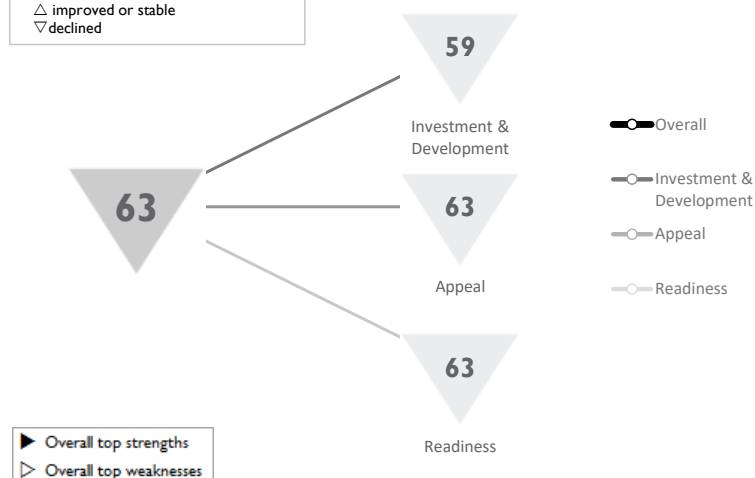 △ improved or stable
▽declined
59
Investment &
Development
63
63
Appeal
63
Readiness
Overall
Investment &
Development
Appeal
Readiness
▶ Overall top strengths
▷ Overall top weaknesses